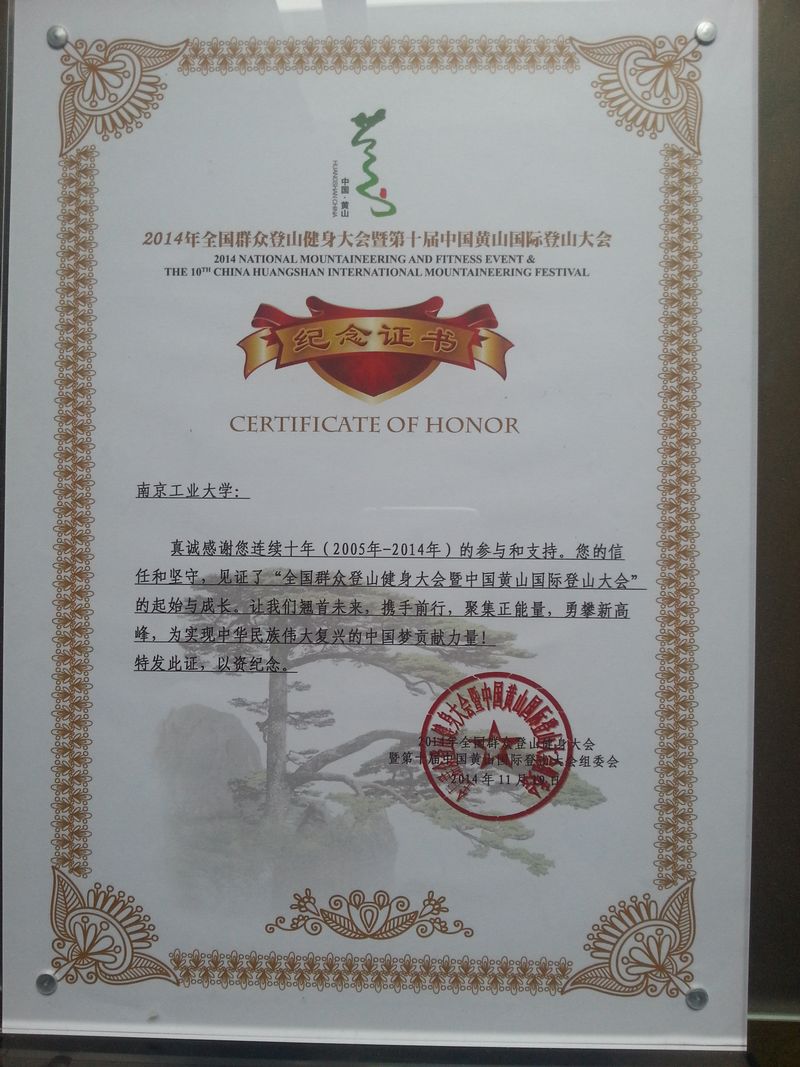 中国·黄山
HUANGSHAN CHINA
2014年全国群众登山健身大会暨第十届中国黄山国际登山大会
2014 NATIONAL MOUNTAINEERING AND FITNESS EVENT &
THE 10TH CHINA HUANGSHAN INTERNATIONAL MOUNTAINEERING FESTIVAL
纪念证书
CERTIFICATE OF HONOR
南京工业大学：
真诚感谢您连续十年（2005年-2014年）的参与和支持。您的信
任和坚守，见证了“全国群众登山健身大会暨中国黄山国际登山大会”
的起始与成长。让我们翘首未来，携手前行，聚集正能量，勇攀新高
峰，为实现中华民族伟大复兴的中国梦贡献力量！
特发此证，以资纪念。
2014年全国群众登山健身大会
暨第十届中国黄山国际登山大会组委会
2014年11月19日